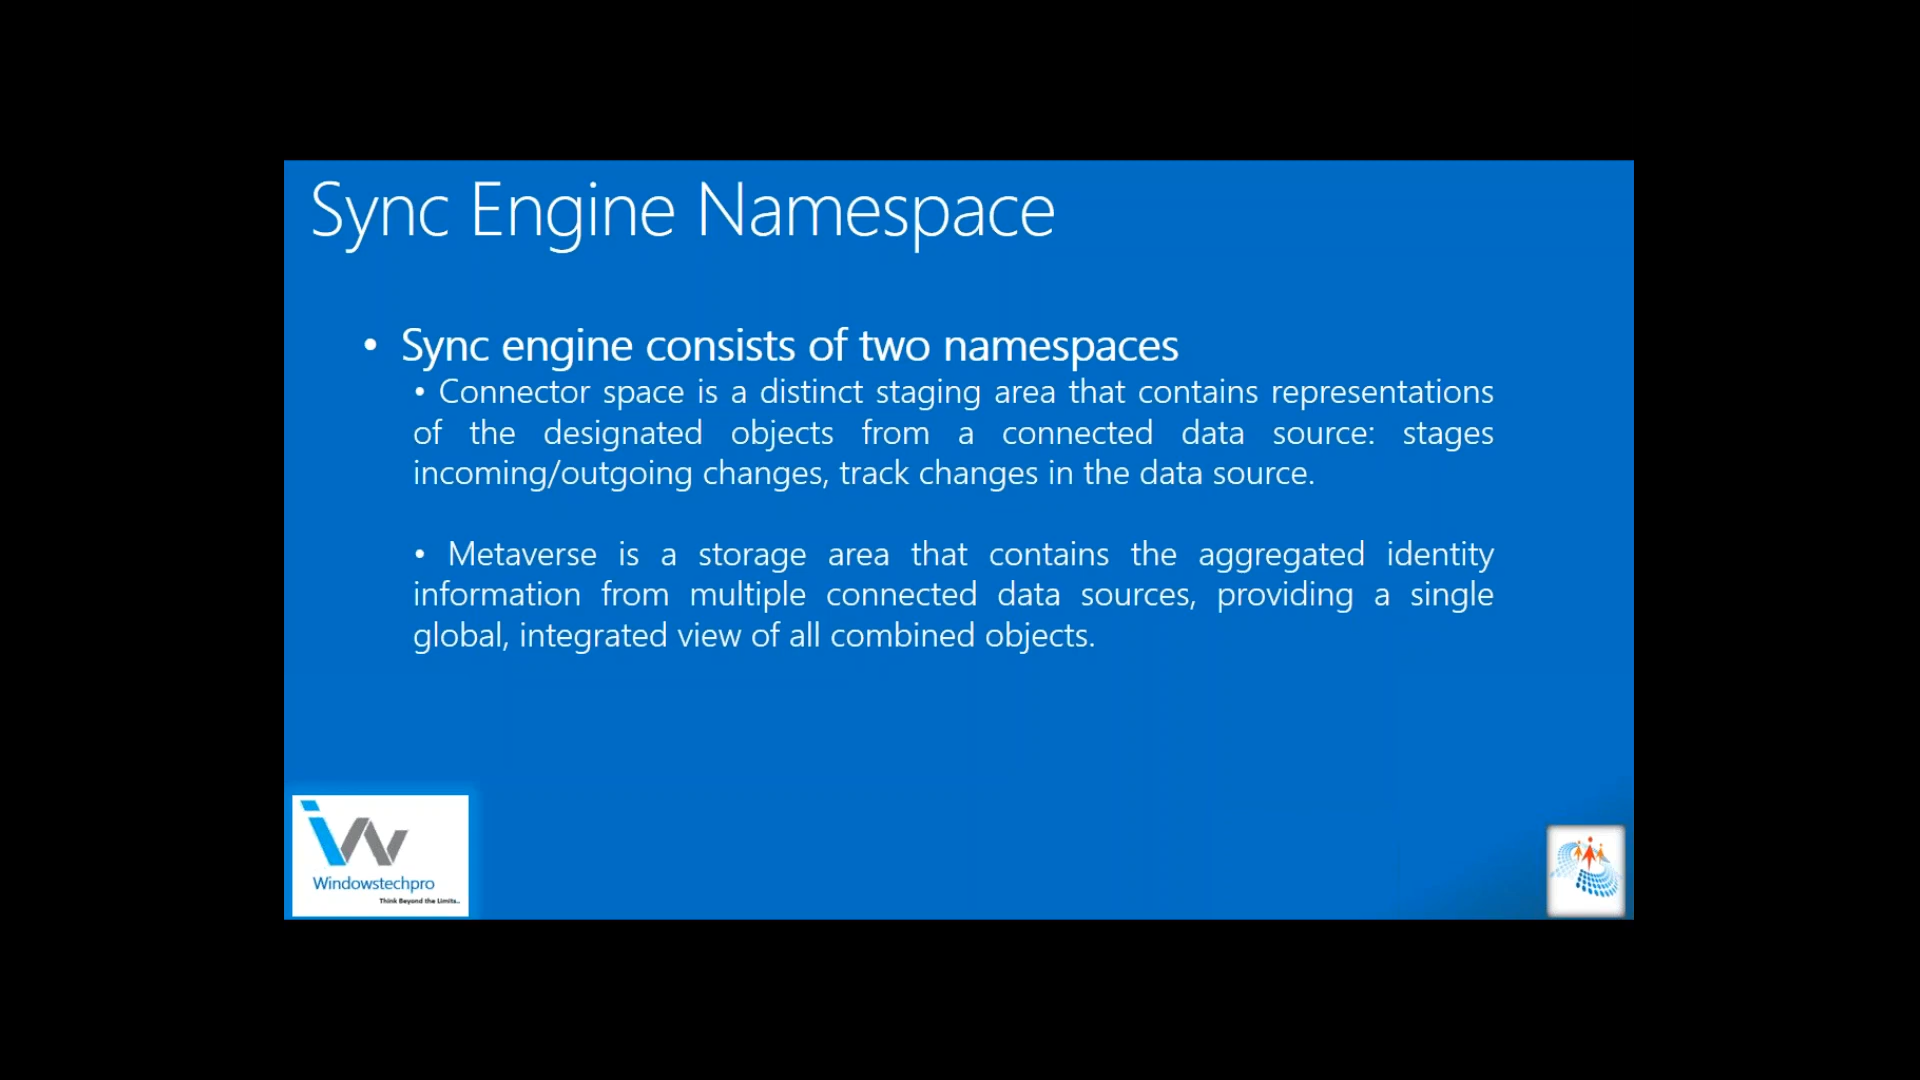 Sync Engine Namespace
• Sync engine consists of two namespaces
• Connector space is a distinct staging area that contains representations
of the designated objects from a connected data source: stages
incoming/outgoing changes, track changes in the data source.
• Metaverse is a storage area that contains the aggregated identity
information from multiple connected data sources, providing a single
global, integrated view of all combined objects.
Windowstechpro
Think Beyond the Limits..